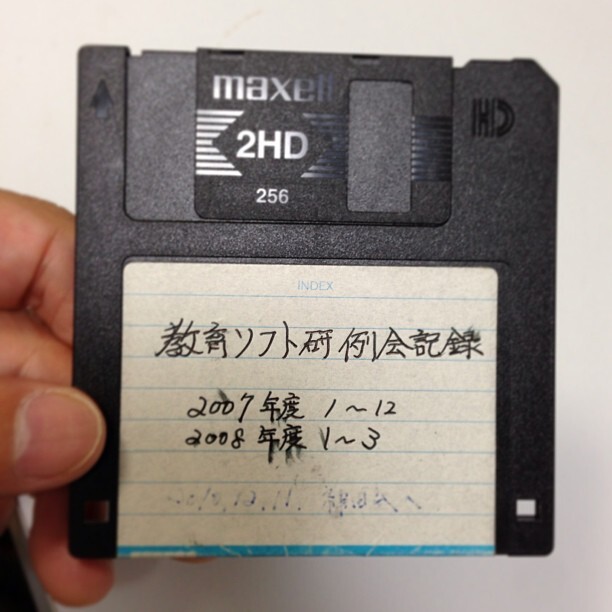 maxell
HD
2HD
256
INDEX
教育ソフト研 例会記録
2007年度 1～12
2008年度 1～3